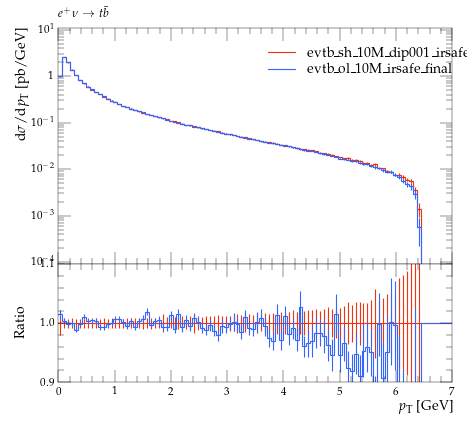 e⁺ν → tb̄
dσ/dp_T [pb/GeV]
10¹
1
10⁻¹
10⁻²
10⁻³
10⁻⁴
evtb_sh_10M_dip001_irsafe
evtb_ol_10M_irsafe_final
Ratio
1.1
1.0
0.9
0 1 2 3 4 5 6 7
p_T [GeV]